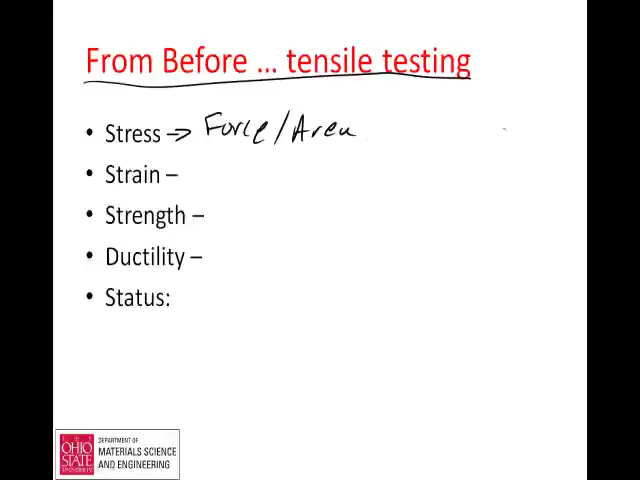 From Before ... tensile testing
• Stress -> Force/Area
• Strain –
• Strength –
• Ductility –
• Status:
THE
OHIO
STATE
UNIVERSITY
DEPARTMENT OF
MATERIALS SCIENCE
AND ENGINEERING